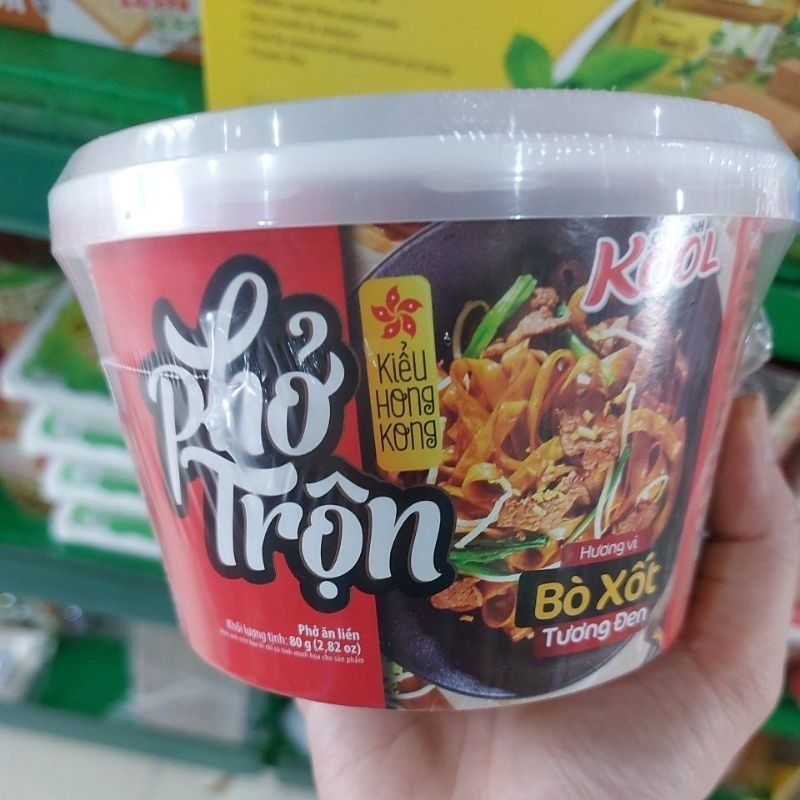 KOOL
Phở
Trộn
Kiểu
Hong
Kong
Hương vị
Bò Xốt
Tương Đen
Phở ăn liền
Khối lượng tịnh: 80 g (2,82 oz)